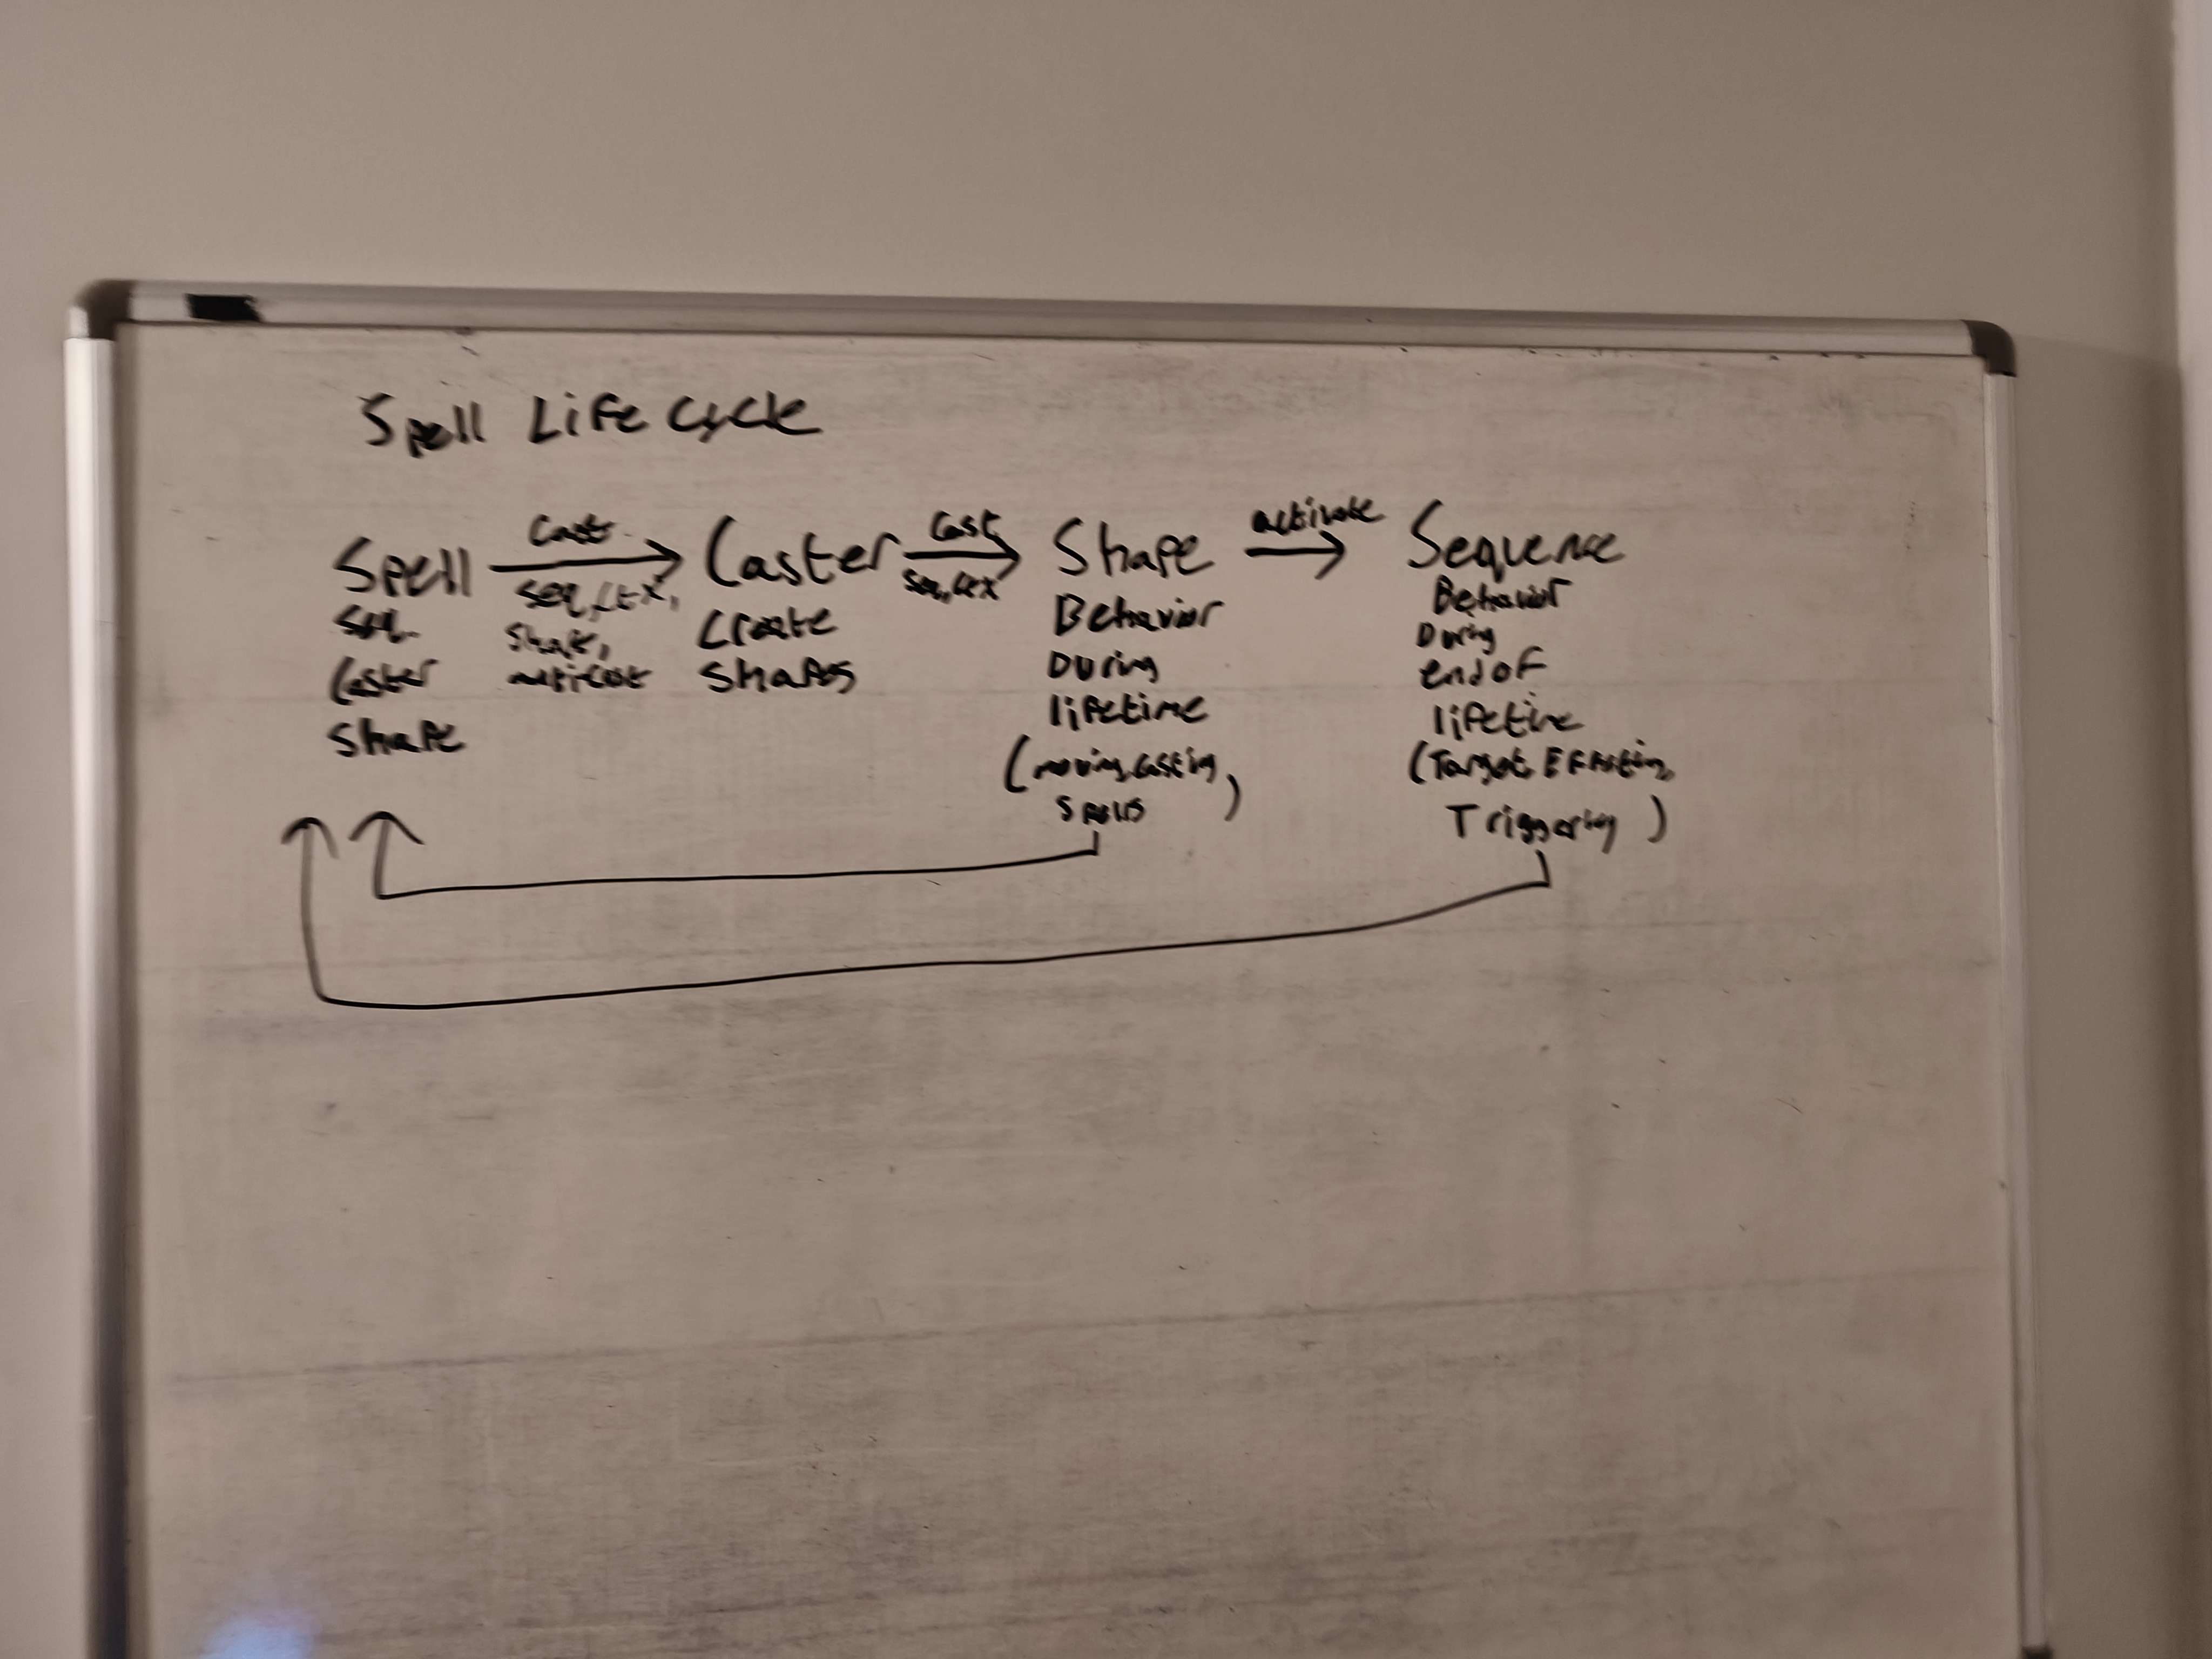 Spell Life cycle
Spell
seq.
Caster
Shape
Cast
seq, ctx,
Shape,
multicast
Caster
Create
Shapes
Cast
seq, ctx
Shape
Behavior
During
lifetime
(moving, casting,
spells)
activate
Sequence
Behavior
During
end of
lifetime
(Target, Effecting,
Triggering)